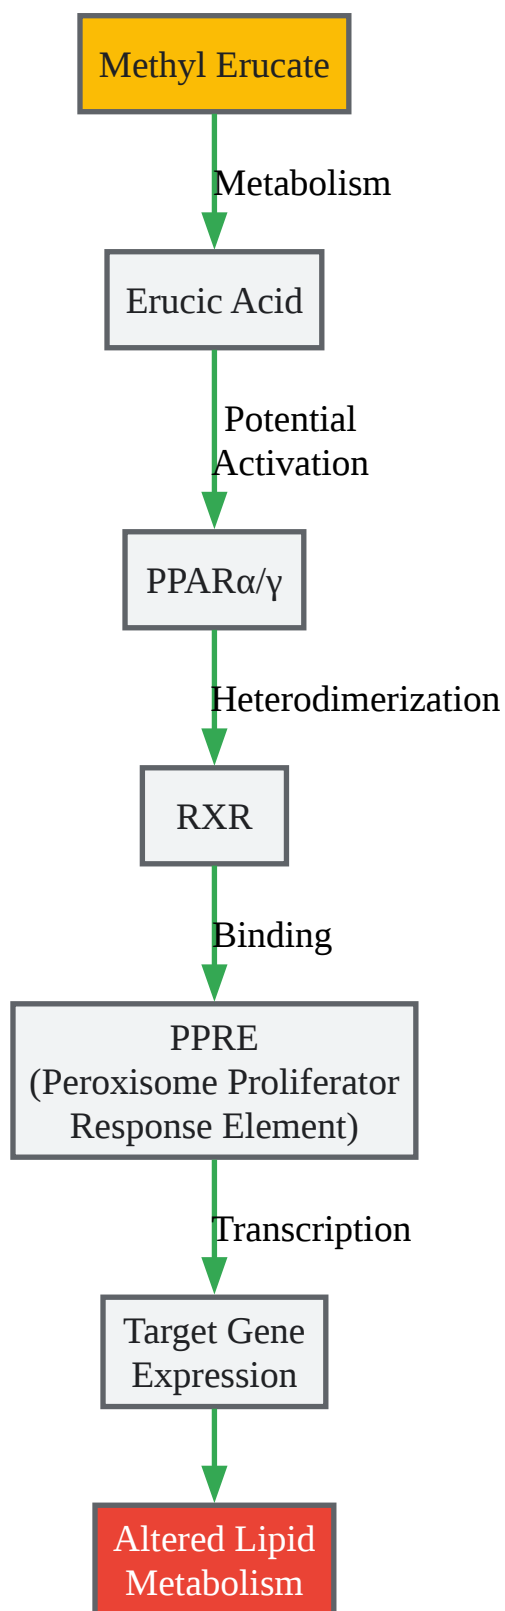 Methyl Erucate
Metabolism
Erucic Acid
Potential
Activation
PPARα/γ
Heterodimerization
RXR
Binding
PPRE
(Peroxisome Proliferator
Response Element)
Transcription
Target Gene
Expression
Altered Lipid
Metabolism